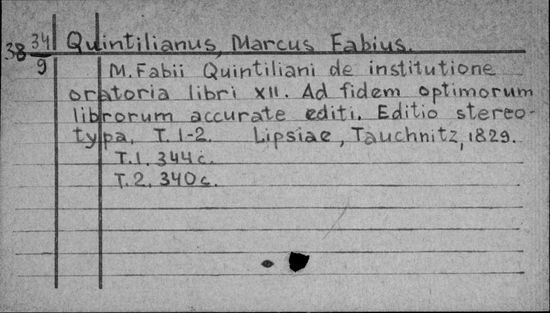 38 34/9 Quintilianus, Marcus Fabius.
M. Fabii Quintiliani de institutione
oratoria libri XII. Ad fidem optimorum
librorum accurate editi. Editio stereo-
typa, T. 1-2. Lipsiae, Tauchnitz, 1829.
T. 1. 344 c.
T. 2. 340 c.